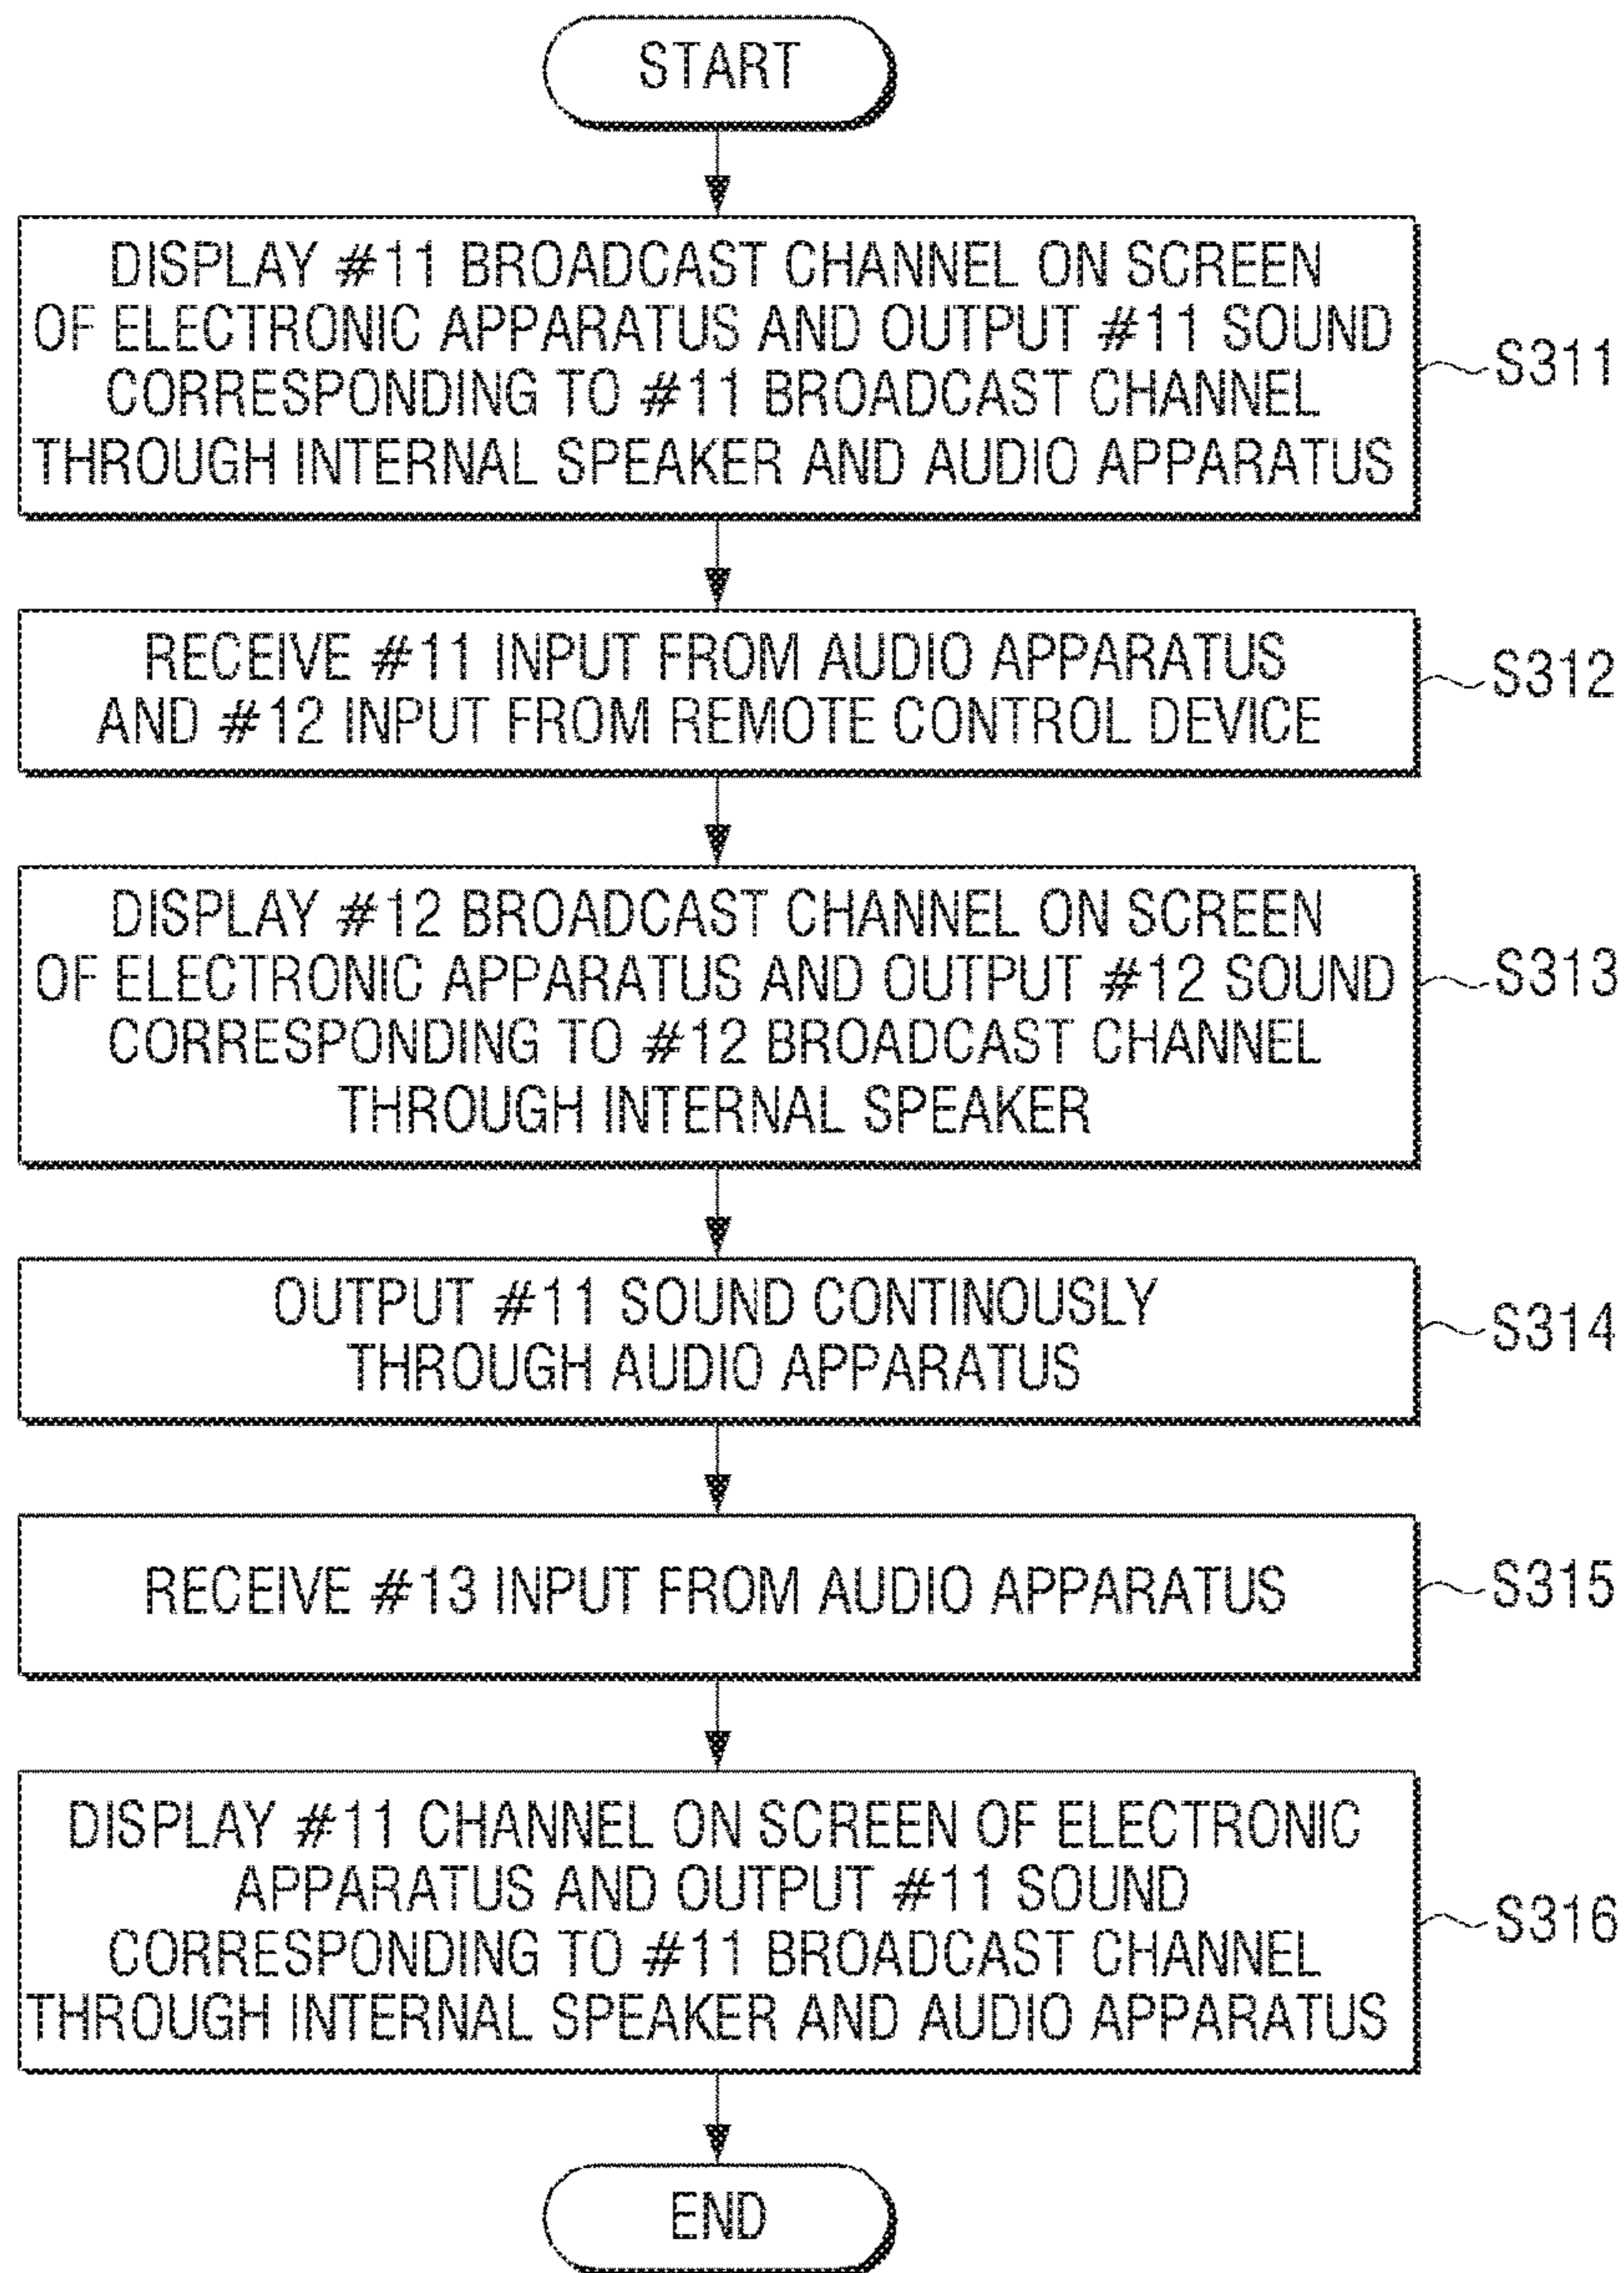 START
DISPLAY #11 BROADCAST CHANNEL ON SCREEN
OF ELECTRONIC APPARATUS AND OUTPUT #11 SOUND
CORRESPONDING TO #11 BROADCAST CHANNEL
THROUGH INTERNAL SPEAKER AND AUDIO APPARATUS
S311
RECEIVE #11 INPUT FROM AUDIO APPARATUS
AND #12 INPUT FROM REMOTE CONTROL DEVICE
S312
DISPLAY #12 BROADCAST CHANNEL ON SCREEN
OF ELECTRONIC APPARATUS AND OUTPUT #12 SOUND
CORRESPONDING TO #12 BROADCAST CHANNEL
THROUGH INTERNAL SPEAKER
S313
OUTPUT #11 SOUND CONTINOUSLY
THROUGH AUDIO APPARATUS
S314
RECEIVE #13 INPUT FROM AUDIO APPARATUS
S315
DISPLAY #11 CHANNEL ON SCREEN OF ELECTRONIC
APPARATUS AND OUTPUT #11 SOUND
CORRESPONDING TO #11 BROADCAST CHANNEL
THROUGH INTERNAL SPEAKER AND AUDIO APPARATUS
S316
END